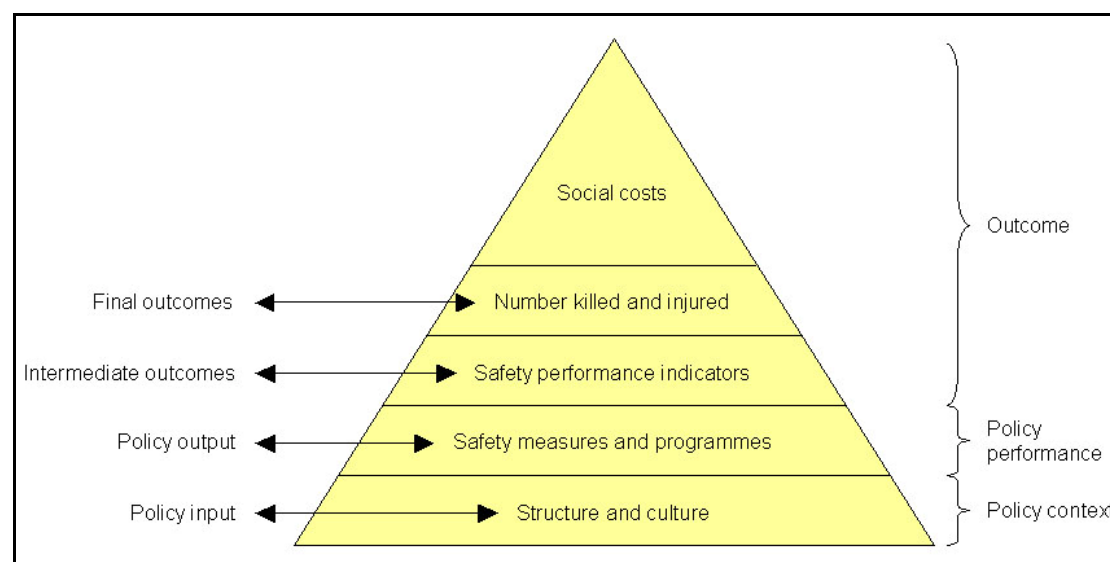 Social costs
Outcome
Final outcomes
Number killed and injured
Intermediate outcomes
Safety performance indicators
Policy output
Safety measures and programmes
Policy
performance
Policy input
Structure and culture
Policy context